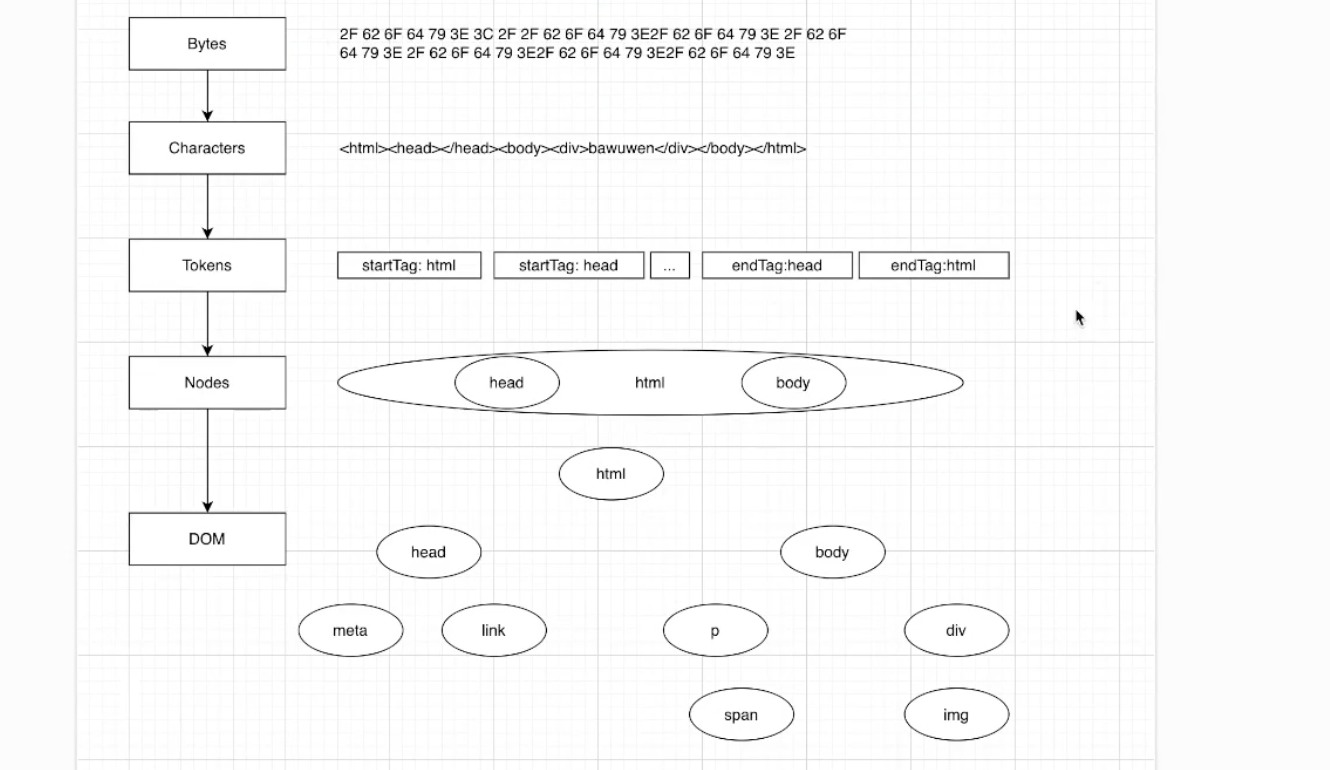 Bytes
2F 62 6F 64 79 3E 3C 2F 2F 62 6F 64 79 3E2F 62 6F 64 79 3E 2F 62 6F
64 79 3E 2F 62 6F 64 79 3E2F 62 6F 64 79 3E2F 62 6F 64 79 3E
Characters
<html><head></head><body><div>bawuwen</div></body></html>
Tokens
startTag: html
startTag: head
...
endTag:head
endTag:html
Nodes
head
html
body
html
DOM
head
body
meta
link
p
div
span
img